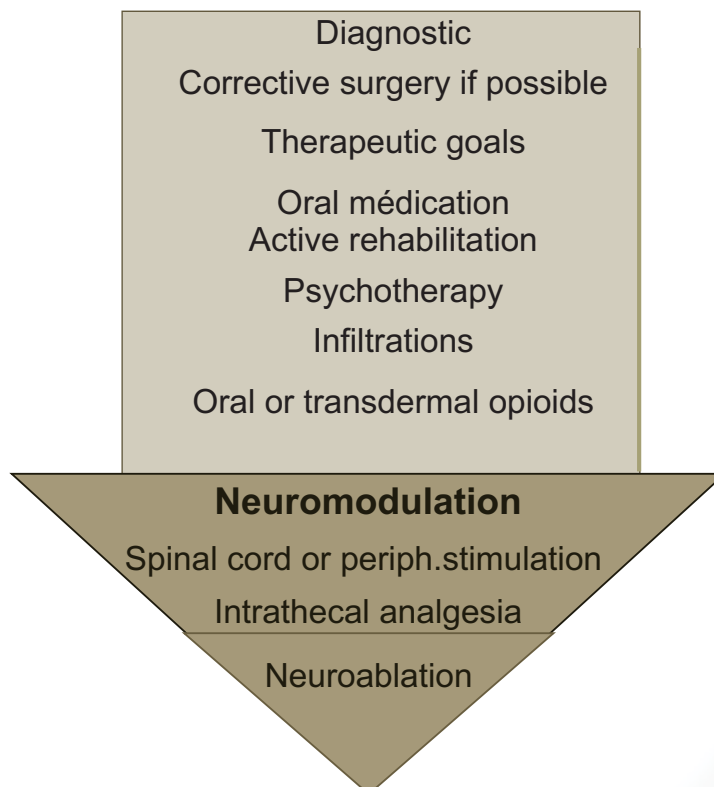 Diagnostic
Corrective surgery if possible
Therapeutic goals
Oral médication
Active rehabilitation
Psychotherapy
Infiltrations
Oral or transdermal opioids
Neuromodulation
Spinal cord or periph.stimulation
Intrathecal analgesia
Neuroablation